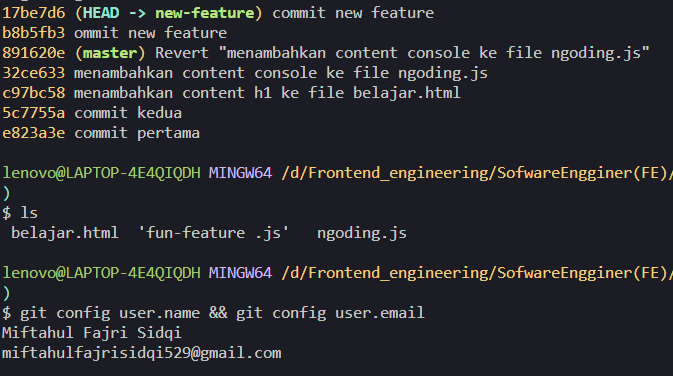 17be7d6 (HEAD -> new-feature) commit new feature
b8b5fb3 ommit new feature
891620e (master) Revert "menambahkan content console ke file ngoding.js"
32ce633 menambahkan content console ke file ngoding.js
c97bc58 menambahkan content h1 ke file belajar.html
5c7755a commit kedua
e823a3e commit pertama
lenovo@LAPTOP-4E4QIQDH MINGW64 /d/Frontend_engineering/SofwareEngginer(FE)/
)
$ ls
belajar.html  'fun-feature .js'   ngoding.js
lenovo@LAPTOP-4E4QIQDH MINGW64 /d/Frontend_engineering/SofwareEngginer(FE)/
)
$ git config user.name && git config user.email
Miftahul Fajri Sidqi
miftahulfajrisidqi529@gmail.com